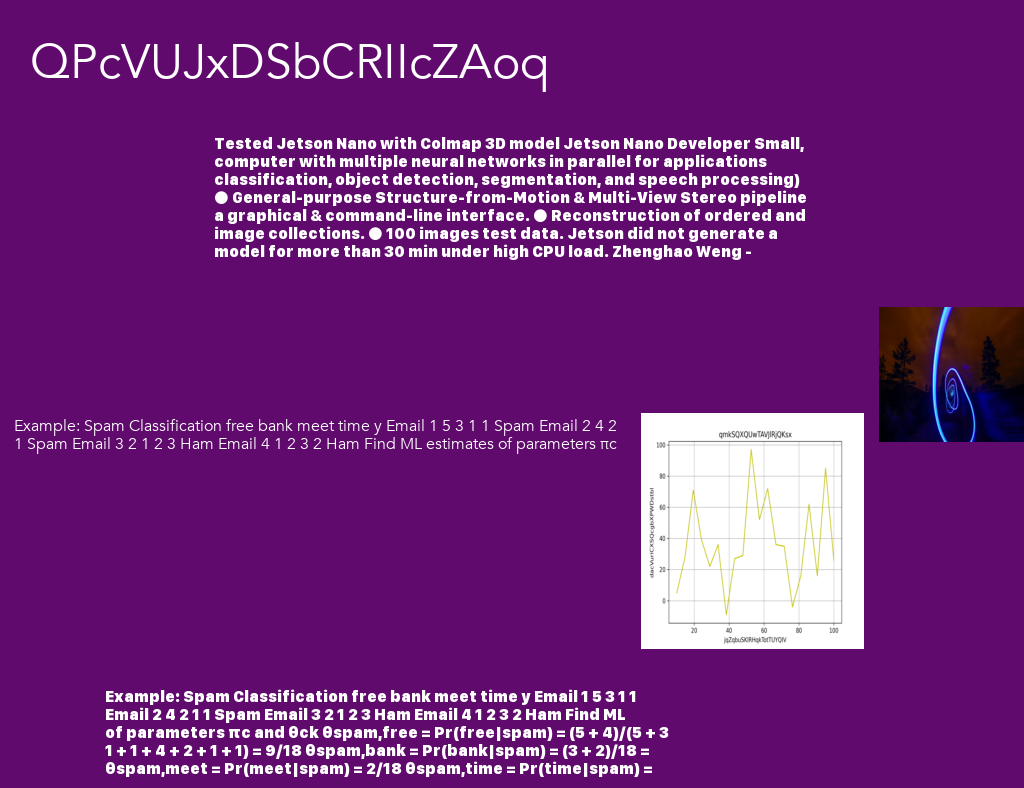 QPcVUJxDSbCRIIcZAoq
Tested Jetson Nano with Colmap 3D model Jetson Nano Developer Small,
computer with multiple neural networks in parallel for applications
classification, object detection, segmentation, and speech processing)
● General-purpose Structure-from-Motion & Multi-View Stereo pipeline
a graphical & command-line interface. ● Reconstruction of ordered and
image collections. ● 100 images test data. Jetson did not generate a
model for more than 30 min under high CPU load. Zhenghao Weng -
Example: Spam Classification free bank meet time y Email 1 5 3 1 1 Spam Email 2 4 2
1 Spam Email 3 2 1 2 3 Ham Email 4 1 2 3 2 Ham Find ML estimates of parameters πc
100
80
60
40
20
0
20 40 60 80 100
Example: Spam Classification free bank meet time y Email 1 5 3 1 1
Email 2 4 2 1 1 Spam Email 3 2 1 2 3 Ham Email 4 1 2 3 2 Ham Find ML
of parameters πc and θck θspam,free = Pr(free|spam) = (5 + 4)/(5 + 3
1 + 1 + 4 + 2 + 1 + 1) = 9/18 θspam,bank = Pr(bank|spam) = (3 + 2)/18 =
θspam,meet = Pr(meet|spam) = 2/18 θspam,time = Pr(time|spam) =